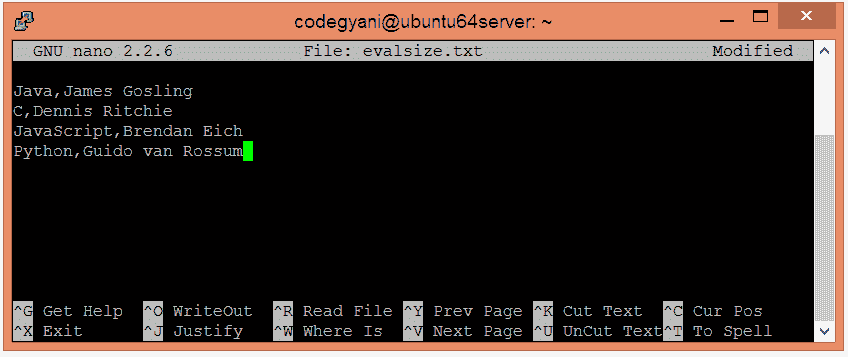 codegyani@ubuntu64server: ~
GNU nano 2.2.6 File: evalsize.txt Modified
Java,James Gosling
C,Dennis Ritchie
JavaScript,Brendan Eich
Python,Guido van Rossum
^G Get Help ^O WriteOut ^R Read File ^Y Prev Page ^K Cut Text ^C Cur Pos
^X Exit ^J Justify ^W Where Is ^V Next Page ^U UnCut Text ^T To Spell